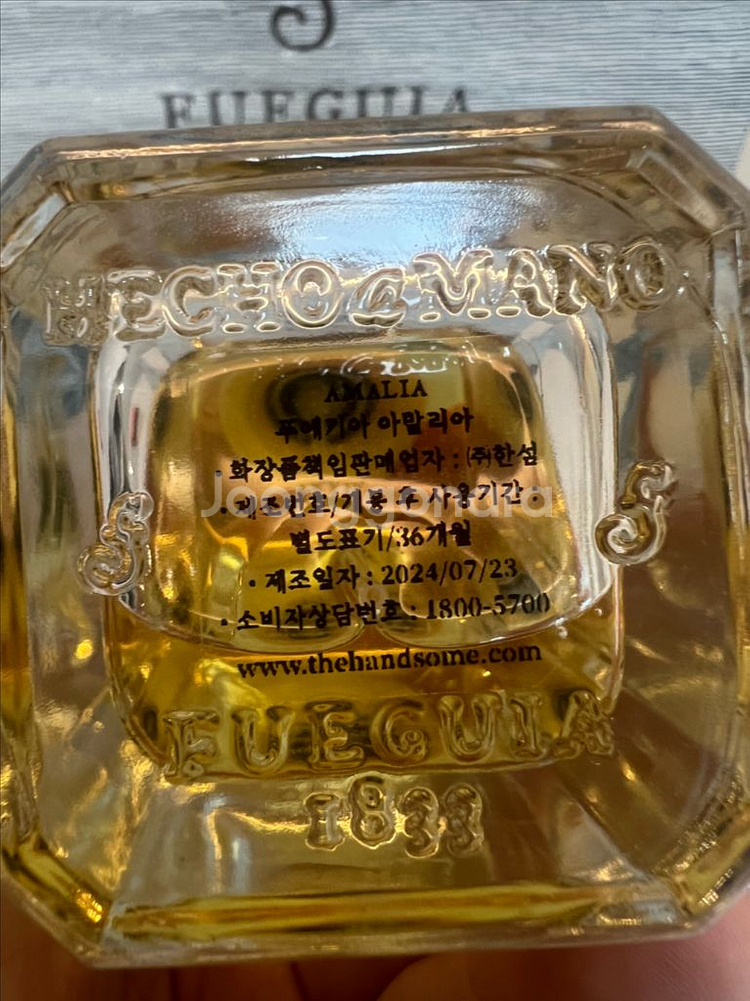 FUEGUIA
HECHO a MANO
AMALIA
푸에기아 아말리아
• 화장품책임판매업자 : (주)한섬
• 제조번호/개봉 후 사용기간
별도표기/36개월
• 제조일자 : 2024/07/23
• 소비자상담번호 : 1800-5700
www.thehandsome.com
FUEGUIA
1833
Joonggonara